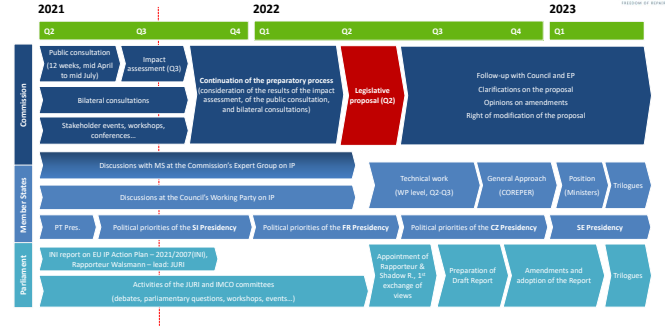 FREEDOM OF REPAIR
2021
2022
2023
Q2
Q3
Q4
Q1
Q2
Q3
Q4
Q1
Commission
Public consultation
(12 weeks, mid April
to mid July)
Impact
assessment (Q3)
Bilateral consultations
Stakeholder events, workshops,
conferences...
Continuation of the preparatory process
(consideration of the results of the impact
assessment, of the public consultation,
and bilateral consultations)
Legislative
proposal (Q2)
Follow-up with Council and EP
Clarifications on the proposal
Opinions on amendments
Right of modification of the proposal
Member States
Discussions with MS at the Commission's Expert Group on IP
Discussions at the Council's Working Party on IP
Technical work
(WP level, Q2-Q3)
General Approach
(COREPER)
Position
(Ministers)
Trilogues
PT Pres.
Political priorities of the SI Presidency
Political priorities of the FR Presidency
Political priorities of the CZ Presidency
SE Presidency
Parliament
INI report on EU IP Action Plan – 2021/2007(INI),
Rapporteur Walsmann – lead: JURI
Activities of the JURI and IMCO committees
(debates, parliamentary questions, workshops, events...)
Appointment of
Rapporteur &
Shadow R., 1st
exchange of
views
Preparation of
Draft Report
Amendments and
adoption of the Report
Trilogues